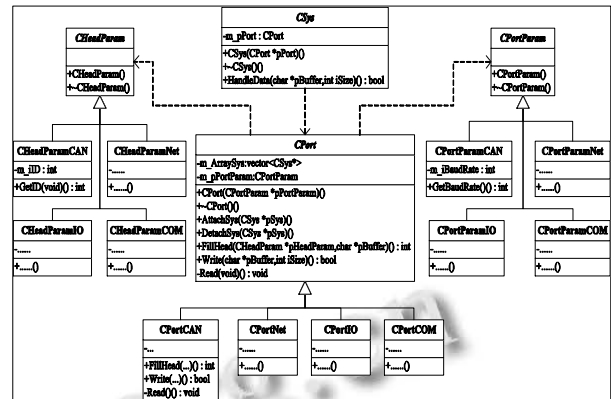 CSys
-m_pPort : CPort
+CSys(CPort *pPort)()
+~CSys()()
+HandleData(char *pBuffer,int iSize)() : bool
CHeadParam
+CHeadParam()
+~CHeadParam()
CPortParam
+CPortParam()
+~CPortParam()
CHeadParamCAN
-m_iID : int
+GetID(void)() : int
CHeadParamNet
-......
+......()
CHeadParamIO
-......
+......()
CHeadParamCOM
-......
+......()
CPort
-m_ArraySys:vector<CSys*>
-m_pPortParam:CPortParam
+CPort(CPortParam *pPortParam)()
+~CPort()()
+AttachSys(CSys *pSys)()
+DetachSys(CSys *pSys)()
+FillHead(CHeadParam *pHeadParam,char *pBuffer)() : int
+Write(char *pBuffer,int iSize)() : bool
-Read(void)() : void
CPortParamCAN
-m_iBaudRate : int
+GetBaudRate()() : int
CPortParamNet
-......
+......()
CPortParamIO
-......
+......()
CPortParamCOM
-......
+......()
CPortCAN
-...
+FillHead(...)() : int
+Write(...)() : bool
-Read()() : void
CPortNet
-......
+......()
CPortIO
-......
+......()
CPortCOM
-......
+......()